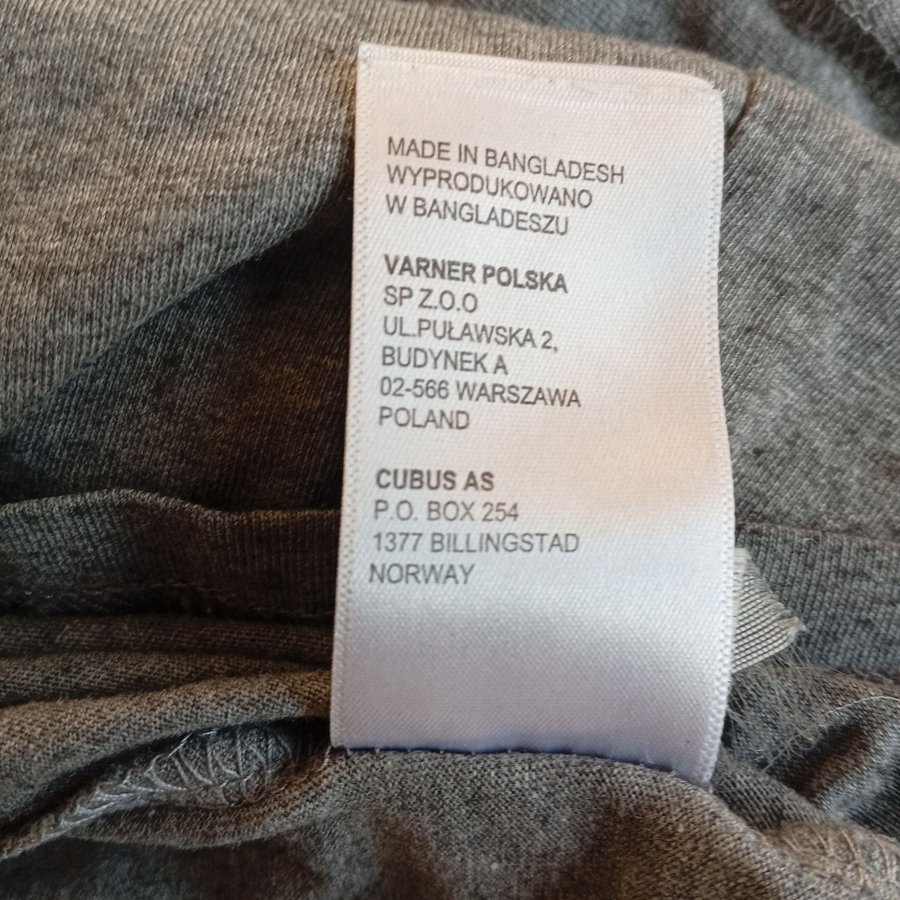 MADE IN BANGLADESH
WYPRODUKOWANO
W BANGLADESZU
VARNER POLSKA
SP Z.O.O
UL.PUŁAWSKA 2,
BUDYNEK A
02-566 WARSZAWA
POLAND
CUBUS AS
P.O. BOX 254
1377 BILLINGSTAD
NORWAY